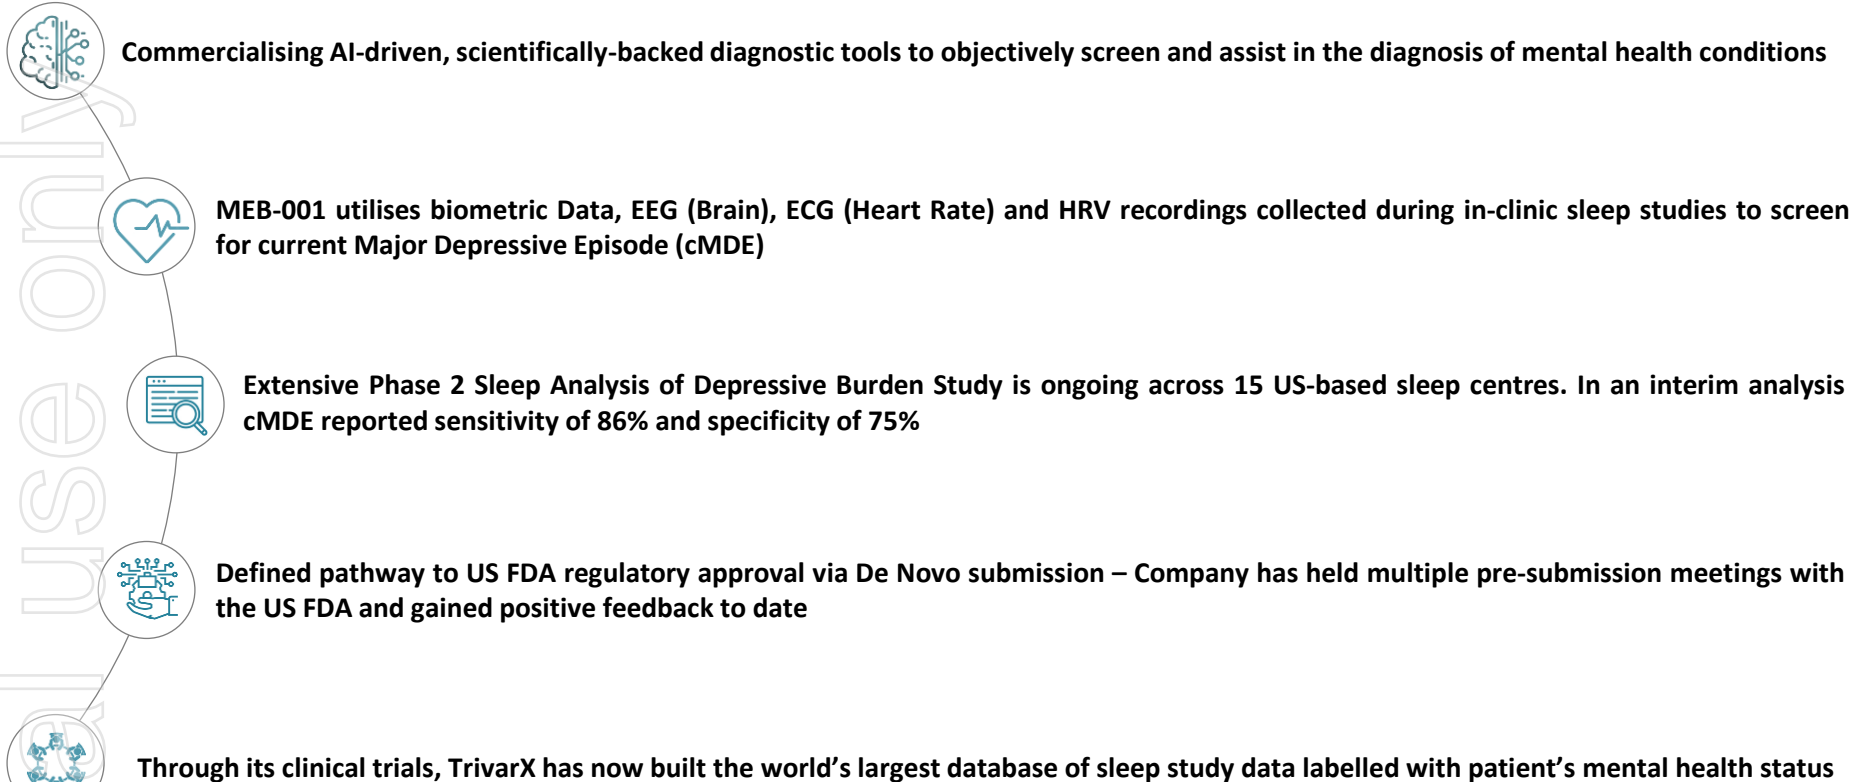 Commercialising AI-driven, scientifically-backed diagnostic tools to objectively screen and assist in the diagnosis of mental health conditions
MEB-001 utilises biometric Data, EEG (Brain), ECG (Heart Rate) and HRV recordings collected during in-clinic sleep studies to screen
for current Major Depressive Episode (cMDE)
Extensive Phase 2 Sleep Analysis of Depressive Burden Study is ongoing across 15 US-based sleep centres. In an interim analysis
cMDE reported sensitivity of 86% and specificity of 75%
Defined pathway to US FDA regulatory approval via De Novo submission – Company has held multiple pre-submission meetings with
the US FDA and gained positive feedback to date
Through its clinical trials, TrivarX has now built the world's largest database of sleep study data labelled with patient's mental health status
al use only